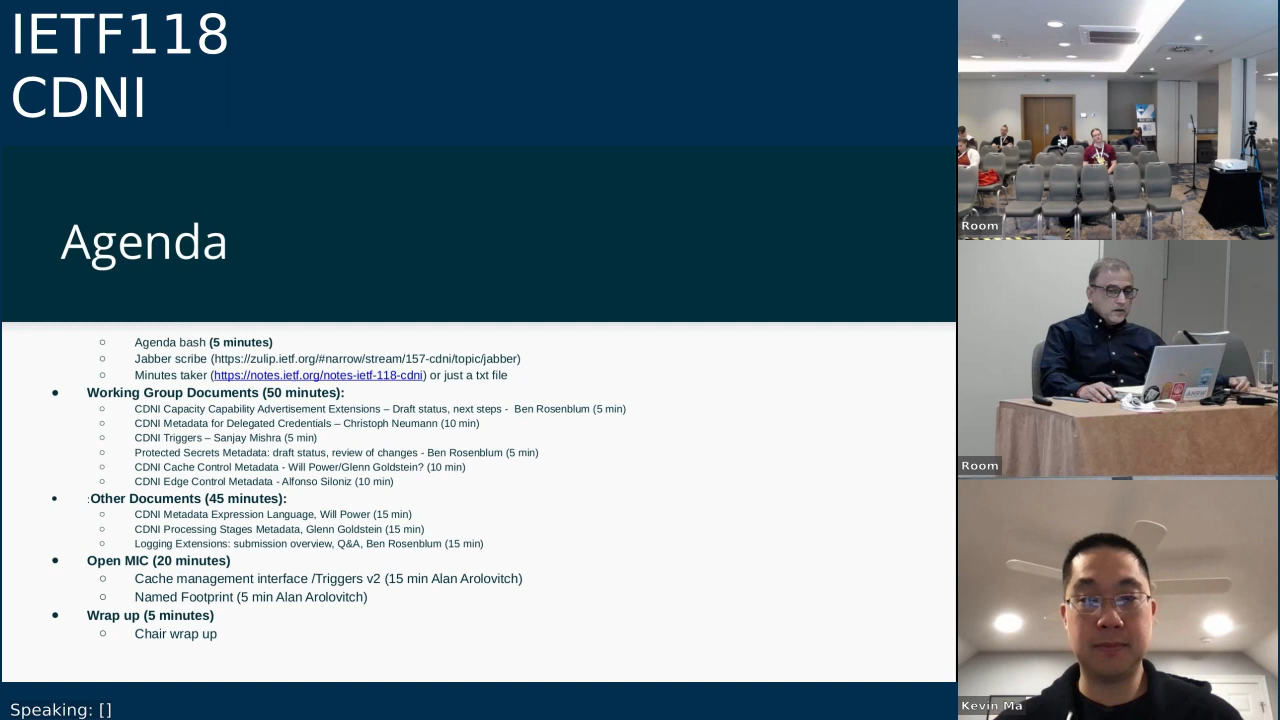 IETF118
CDNI
Agenda
○ Agenda bash (5 minutes)
○ Jabber scribe (https://zulip.ietf.org/#narrow/stream/157-cdni/topic/jabber)
○ Minutes taker (https://notes.ietf.org/notes-ietf-118-cdni) or just a txt file
● Working Group Documents (50 minutes):
○ CDNI Capacity Capability Advertisement Extensions – Draft status, next steps - Ben Rosenblum (5 min)
○ CDNI Metadata for Delegated Credentials – Christoph Neumann (10 min)
○ CDNI Triggers – Sanjay Mishra (5 min)
○ Protected Secrets Metadata: draft status, review of changes - Ben Rosenblum (5 min)
○ CDNI Cache Control Metadata - Will Power/Glenn Goldstein? (10 min)
○ CDNI Edge Control Metadata - Alfonso Siloniz (10 min)
● :Other Documents (45 minutes):
○ CDNI Metadata Expression Language, Will Power (15 min)
○ CDNI Processing Stages Metadata, Glenn Goldstein (15 min)
○ Logging Extensions: submission overview, Q&A, Ben Rosenblum (15 min)
● Open MIC (20 minutes)
○ Cache management interface /Triggers v2 (15 min Alan Arolovitch)
○ Named Footprint (5 min Alan Arolovitch)
● Wrap up (5 minutes)
○ Chair wrap up
Speaking: []
Room
Room
Kevin Ma